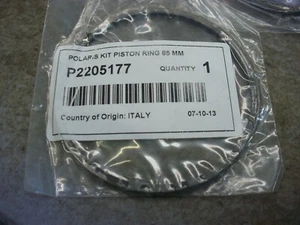 POLARIS KIT PISTON RING 85 MM
P2205177 QUANTITY 1
Country of Origin: ITALY 07-10-13